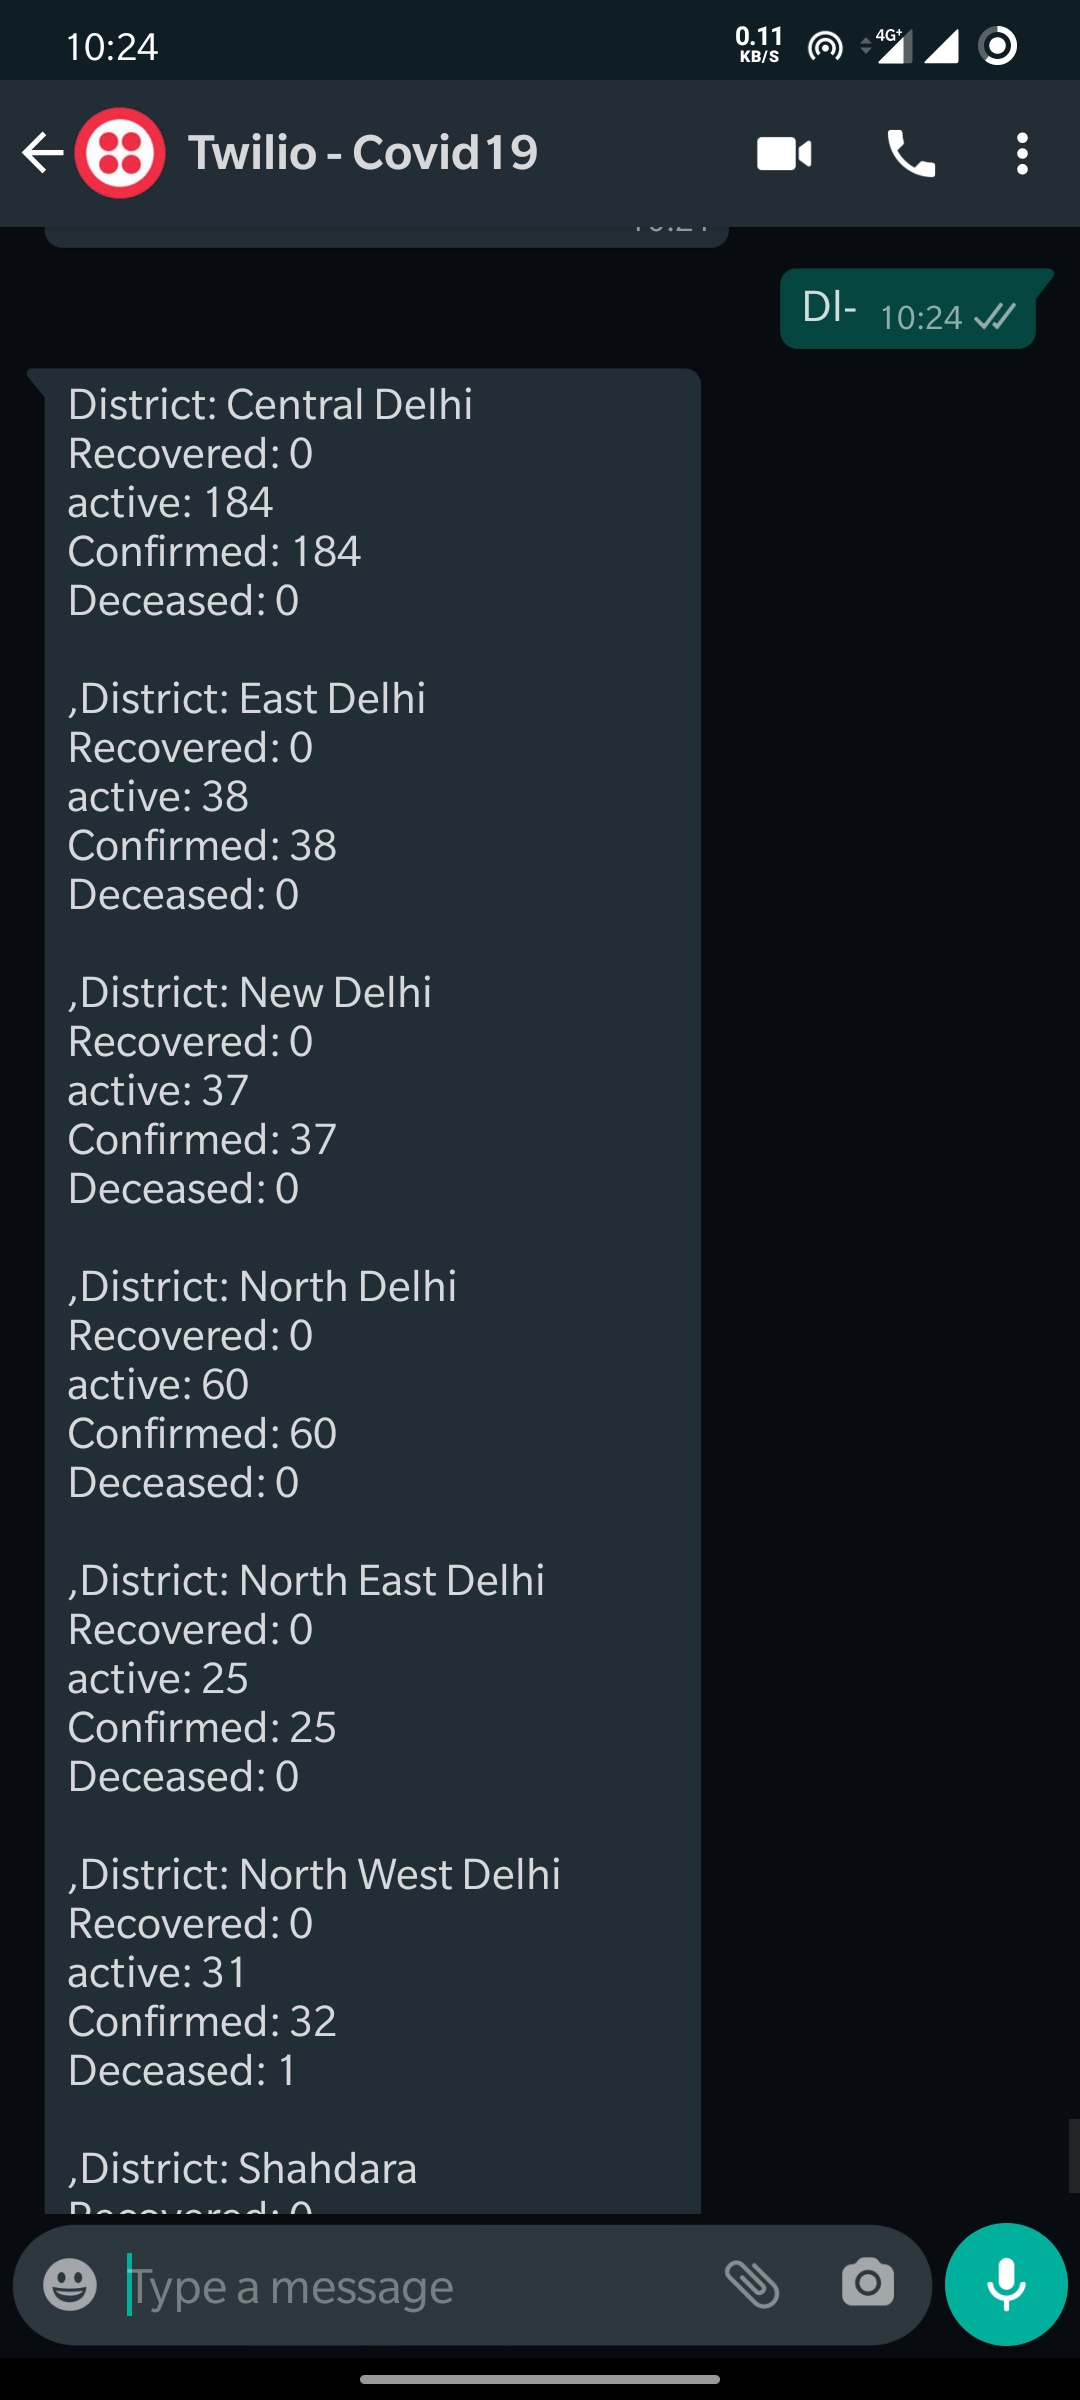 10:24
0.11
KB/S
4G+
Twilio - Covid19
Dl- 10:24
District: Central Delhi
Recovered: 0
active: 184
Confirmed: 184
Deceased: 0
,District: East Delhi
Recovered: 0
active: 38
Confirmed: 38
Deceased: 0
,District: New Delhi
Recovered: 0
active: 37
Confirmed: 37
Deceased: 0
,District: North Delhi
Recovered: 0
active: 60
Confirmed: 60
Deceased: 0
,District: North East Delhi
Recovered: 0
active: 25
Confirmed: 25
Deceased: 0
,District: North West Delhi
Recovered: 0
active: 31
Confirmed: 32
Deceased: 1
,District: Shahdara
Recovered: 0
Type a message